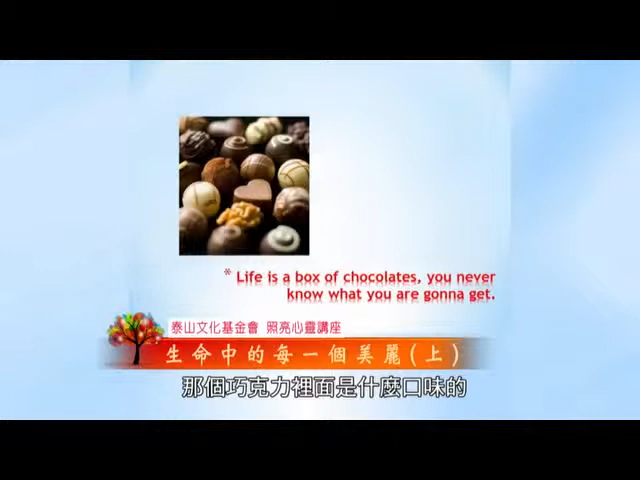 * Life is a box of chocolates, you never
know what you are gonna get.
泰山文化基金會 照亮心靈講座
生命中的每一個美麗(上)
那個巧克力裡面是什麼口味的